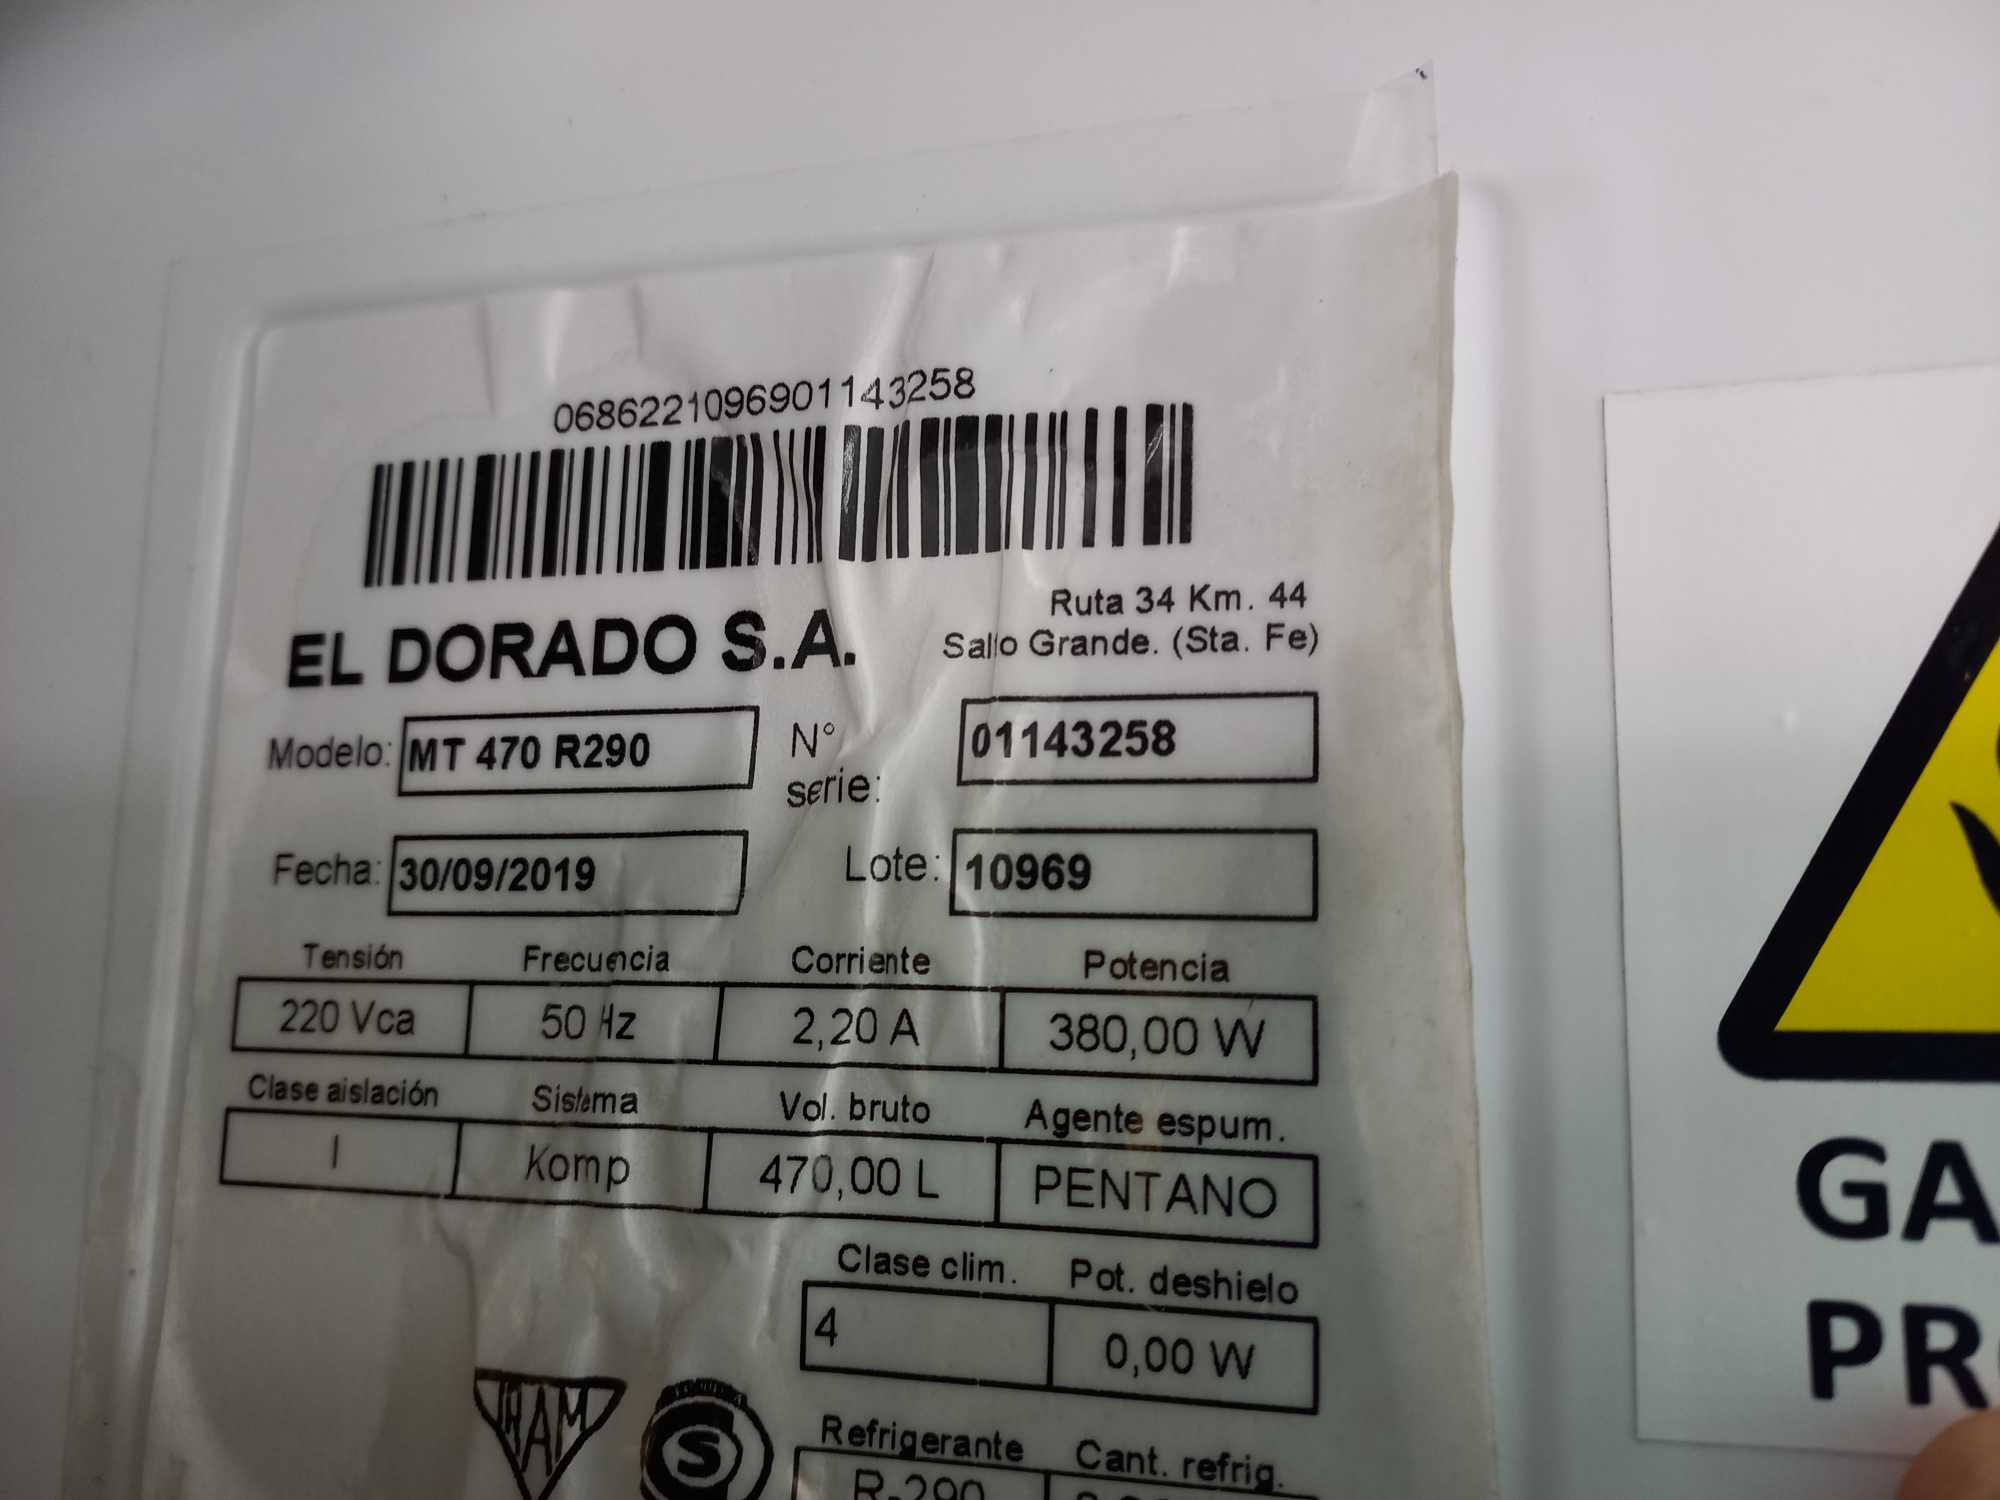 0686221096901143258
EL DORADO S.A.
Ruta 34 Km. 44
Salto Grande. (Sta. Fe)
Modelo: MT 470 R290
N° serie: 01143258
Fecha: 30/09/2019
Lote: 10969
Tensión Frecuencia Corriente Potencia
220 Vca 50 Hz 2,20 A 380,00 W
Clase aislación Sistema Vol. bruto Agente espum.
I Komp 470,00 L PENTANO
Clase clim. Pot. deshielo
4 0,00 W
IRAM
S
Refrigerante Cant. refrig.
R-290
GA
PR